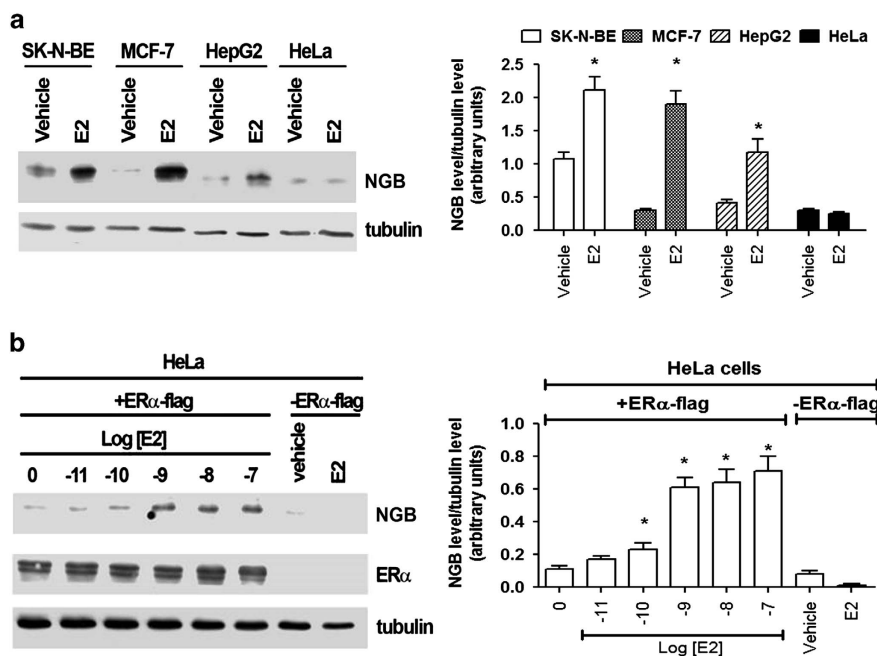 a
SK-N-BE MCF-7 HepG2 HeLa
Vehicle E2 Vehicle E2 Vehicle E2 Vehicle E2
NGB
tubulin
SK-N-BE MCF-7 HepG2 HeLa
NGB level/tubulin level
(arbitrary units)
2.5
2.0
1.5
1.0
0.5
0.0
* * *
Vehicle E2 Vehicle E2 Vehicle E2 Vehicle E2
b
HeLa
+ERα-flag -ERα-flag
Log [E2]
0 -11 -10 -9 -8 -7 vehicle E2
NGB
ERα
tubulin
HeLa cells
+ERα-flag -ERα-flag
NGB level/tubulin level
(arbitrary units)
1.0
0.8
0.6
0.4
0.2
0.0
* * * *
0 -11 -10 -9 -8 -7 Vehicle E2
Log [E2]